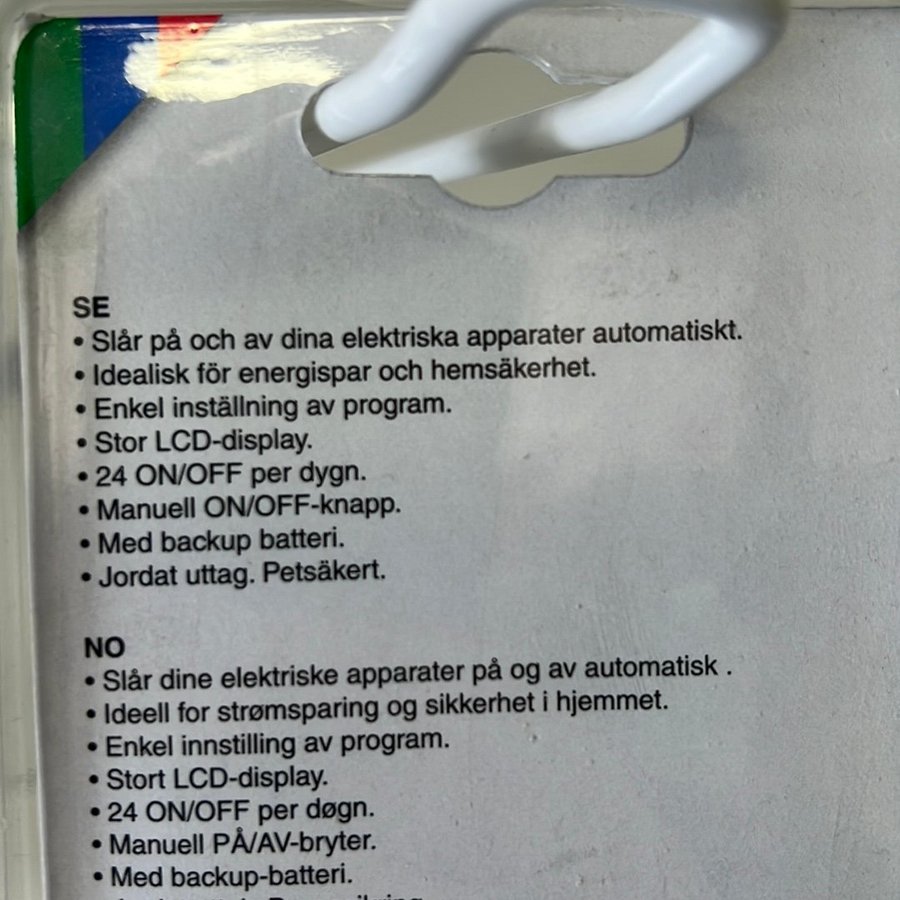 SE
• Slår på och av dina elektriska apparater automatiskt.
• Idealisk för energispar och hemsäkerhet.
• Enkel inställning av program.
• Stor LCD-display.
• 24 ON/OFF per dygn.
• Manuell ON/OFF-knapp.
• Med backup batteri.
• Jordat uttag. Petsäkert.
NO
• Slår dine elektriske apparater på og av automatisk .
• Ideell for strømsparing og sikkerhet i hjemmet.
• Enkel innstilling av program.
• Stort LCD-display.
• 24 ON/OFF per døgn.
• Manuell PÅ/AV-bryter.
• Med backup-batteri.